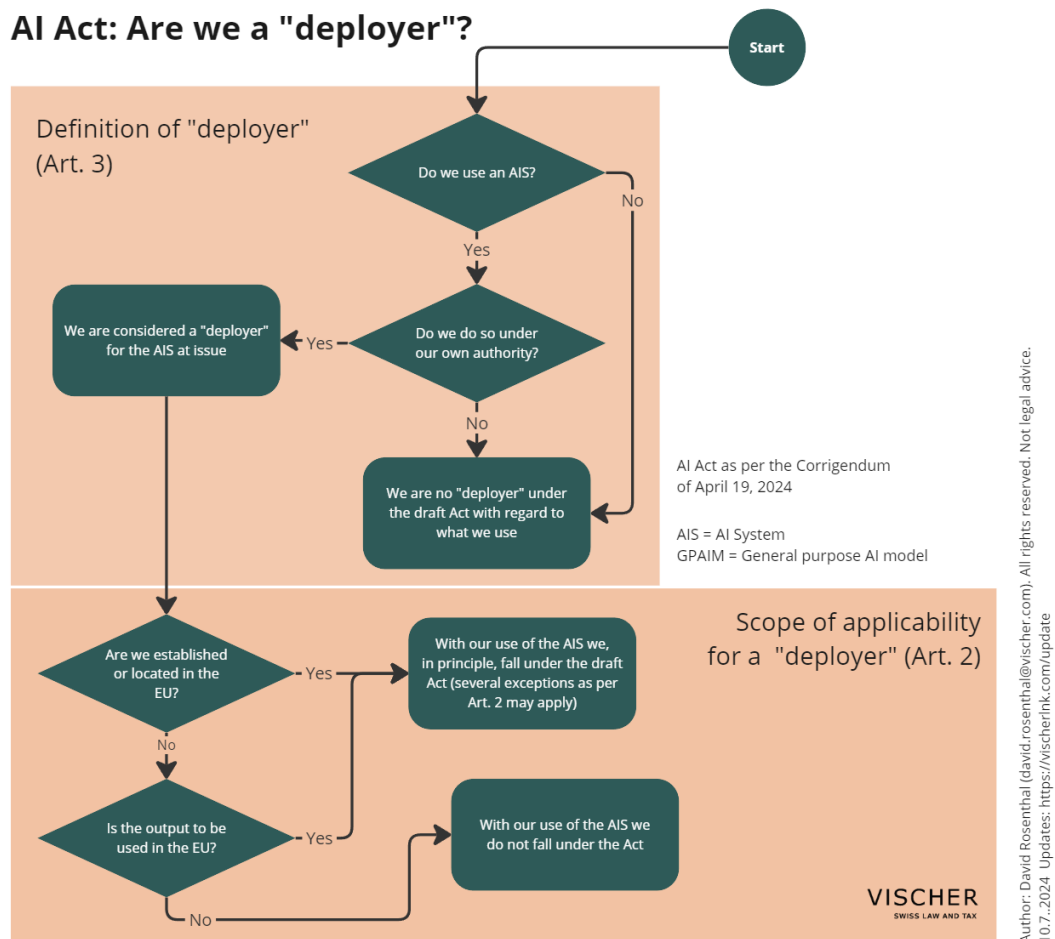 AI Act: Are we a "deployer"?
Start
Definition of "deployer"
(Art. 3)
Do we use an AIS?
No
Yes
We are considered a "deployer"
for the AIS at issue
Yes
Do we do so under
our own authority?
No
We are no "deployer" under
the draft Act with regard to
what we use
AI Act as per the Corrigendum
of April 19, 2024
AIS = AI System
GPAIM = General purpose AI model
Scope of applicability
for a "deployer" (Art. 2)
Are we established
or located in the
EU?
Yes
With our use of the AIS we,
in principle, fall under the draft
Act (several exceptions as per
Art. 2 may apply)
No
Is the output to be
used in the EU?
Yes
With our use of the AIS we
do not fall under the Act
No
VISCHER
SWISS LAW AND TAX
Author: David Rosenthal (david.rosenthal@vischer.com). All rights reserved. Not legal advice.
10.7..2024 Updates: https://vischerlnk.com/update